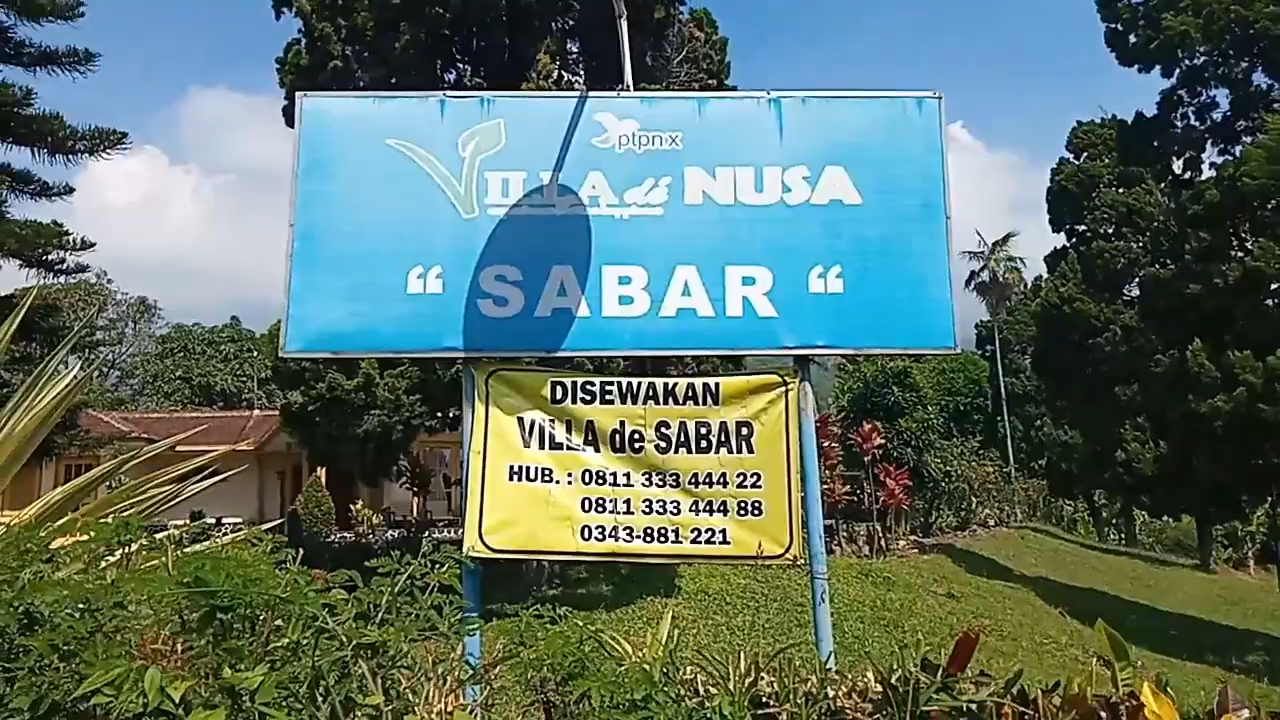 ptpn x
VILLA de NUSA
“ SABAR “
DISEWAKAN
VILLA de SABAR
HUB. : 0811 333 444 22
0811 333 444 88
0343-881 221